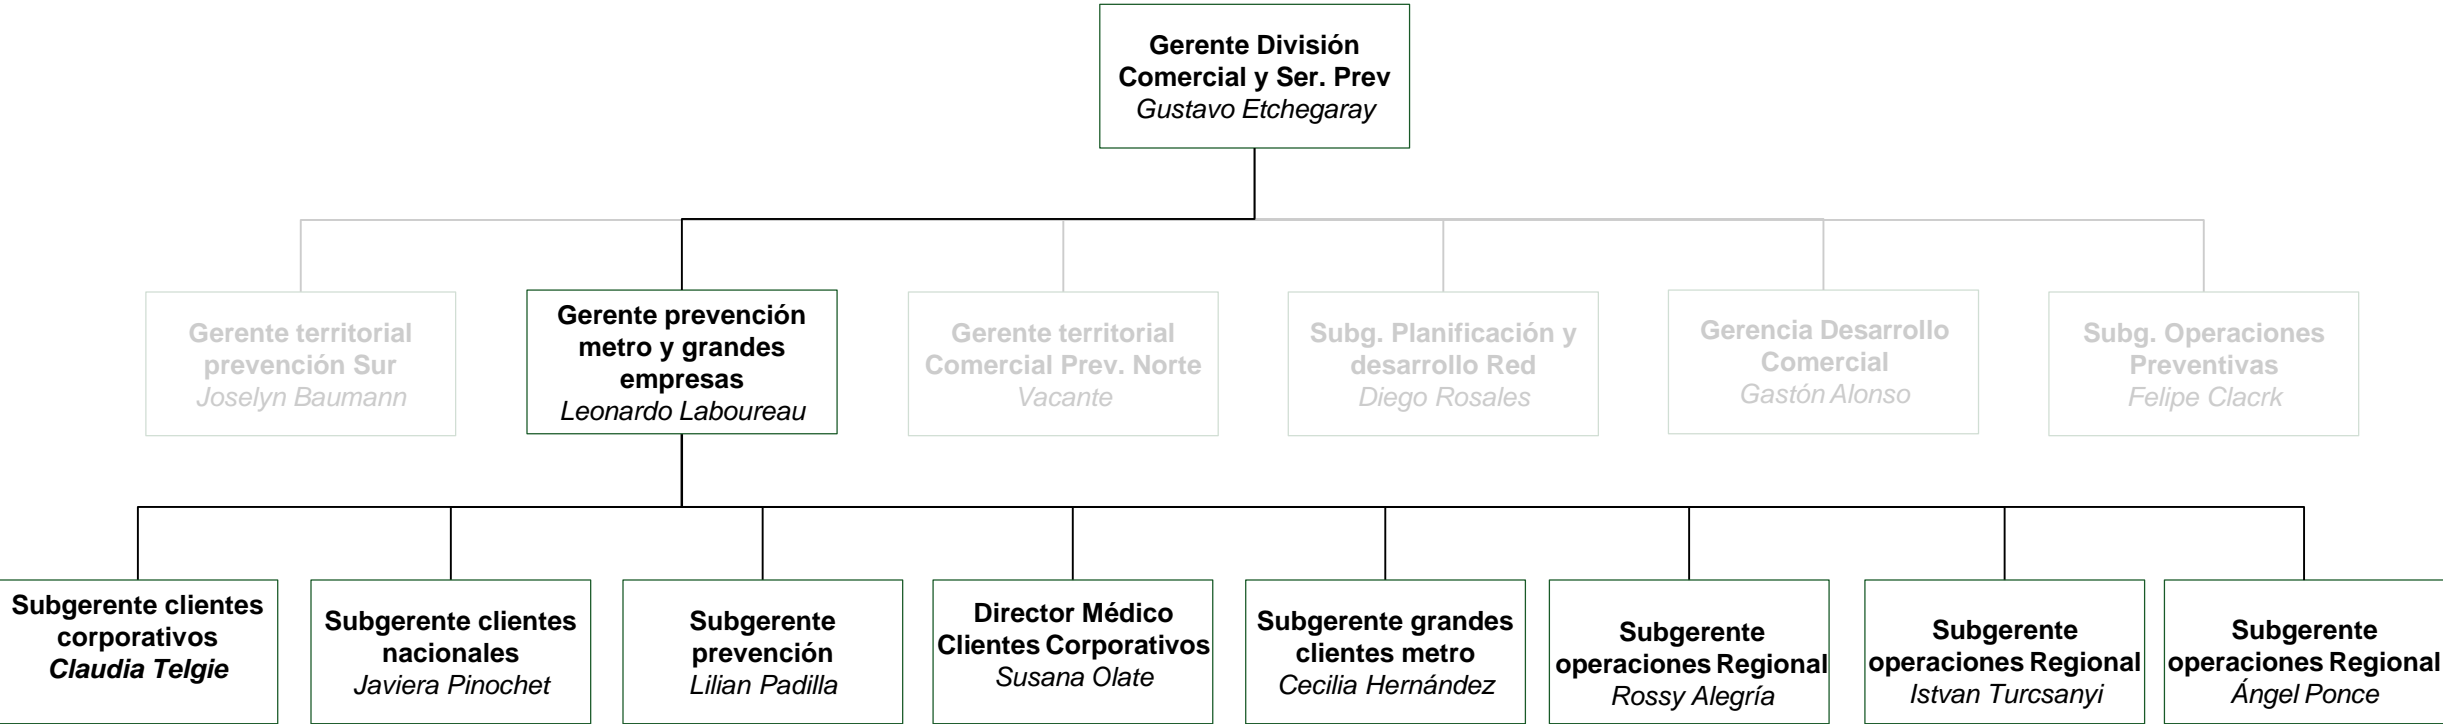 Gerente División
Comercial y Ser. Prev
Gustavo Etchegaray
Gerente territorial
prevención Sur
Joselyn Baumann
Gerente prevención
metro y grandes
empresas
Leonardo Laboureau
Gerente territorial
Comercial Prev. Norte
Vacante
Subg. Planificación y
desarrollo Red
Diego Rosales
Gerencia Desarrollo
Comercial
Gastón Alonso
Subg. Operaciones
Preventivas
Felipe Clacrk
Subgerente clientes
corporativos
Claudia Telgie
Subgerente clientes
nacionales
Javiera Pinochet
Subgerente
prevención
Lilian Padilla
Director Médico
Clientes Corporativos
Susana Olate
Subgerente grandes
clientes metro
Cecilia Hernández
Subgerente
operaciones Regional
Rossy Alegría
Subgerente
operaciones Regional
Istvan Turcsanyi
Subgerente
operaciones Regional
Ángel Ponce